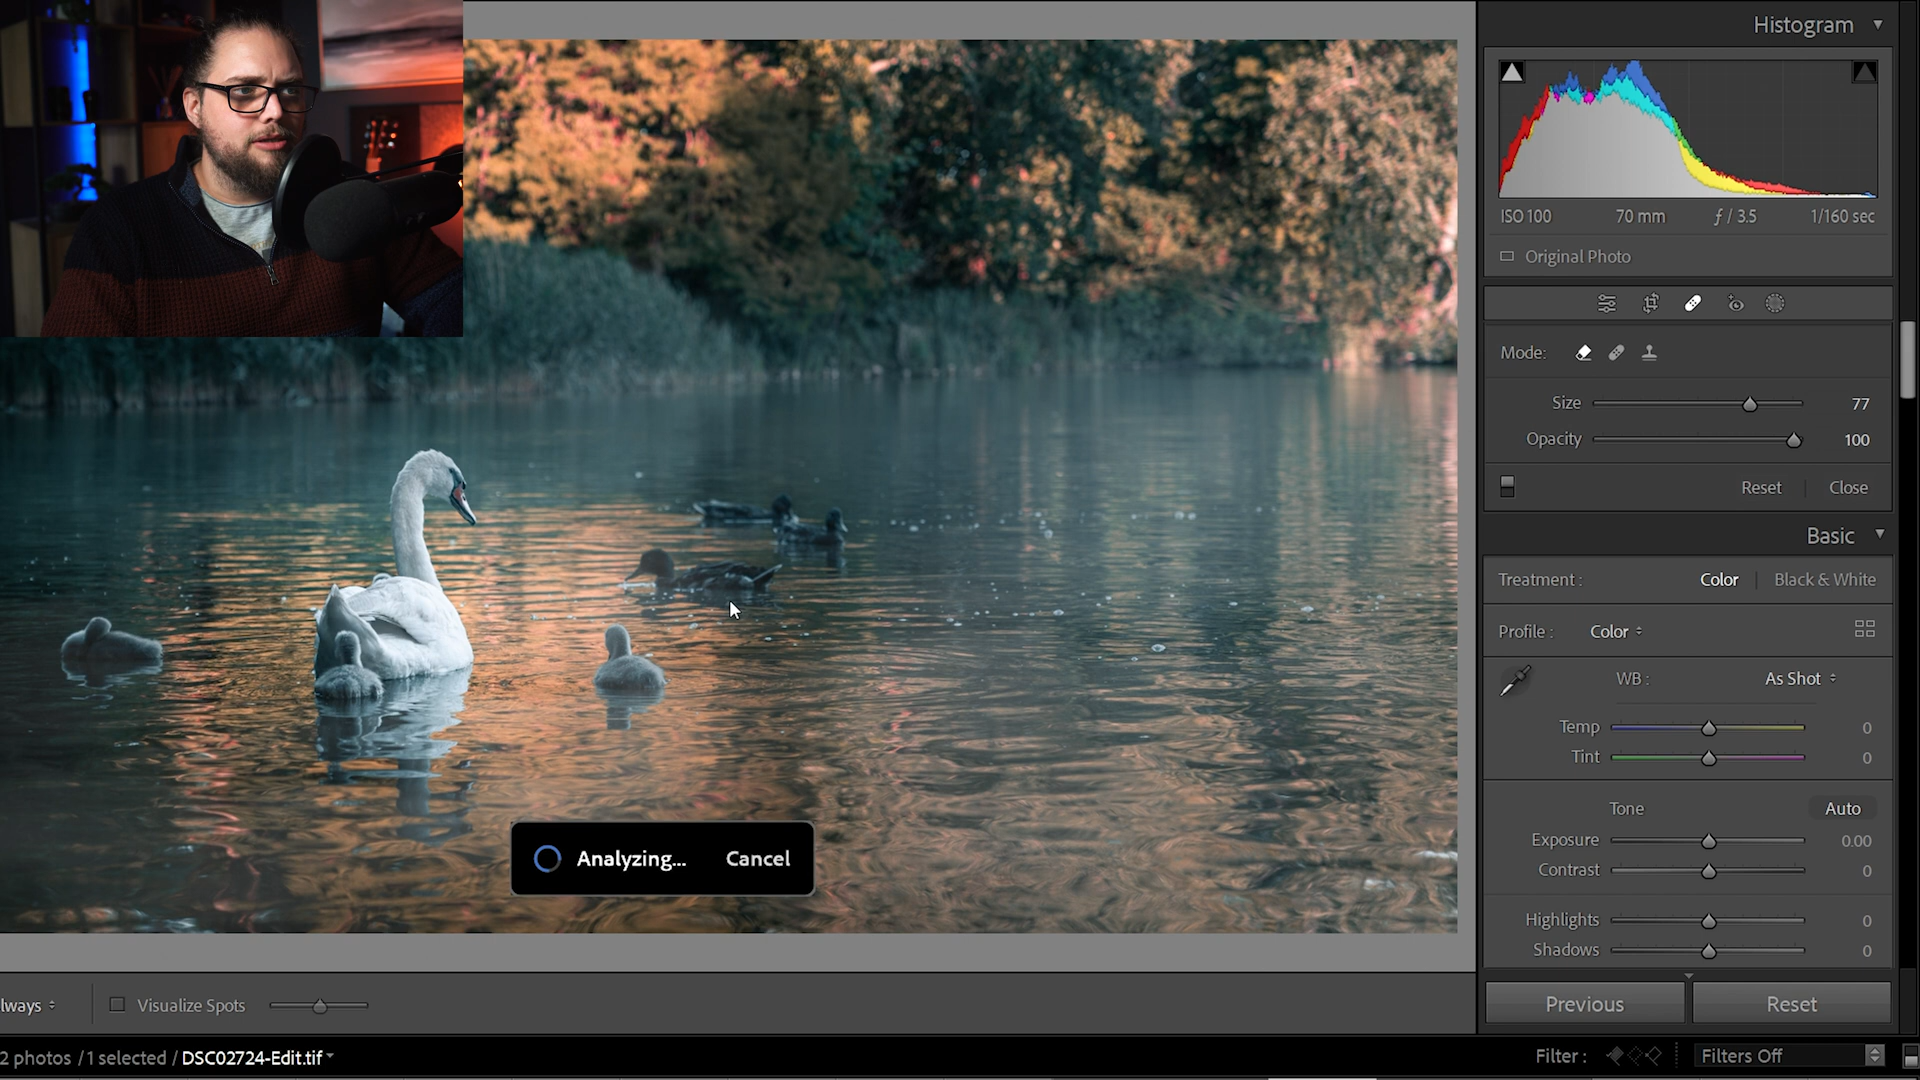 Histogram
ISO 100 70 mm ƒ / 3.5 1/160 sec
Original Photo
Mode:
Size 77
Opacity 100
Reset Close
Basic
Treatment : Color Black & White
Profile : Color
WB : As Shot
Temp 0
Tint 0
Tone Auto
Exposure 0.00
Contrast 0
Highlights 0
Shadows 0
Analyzing... Cancel
lways Visualize Spots
Previous Reset
2 photos / 1 selected / DSC02724-Edit.tif
Filter : Filters Off